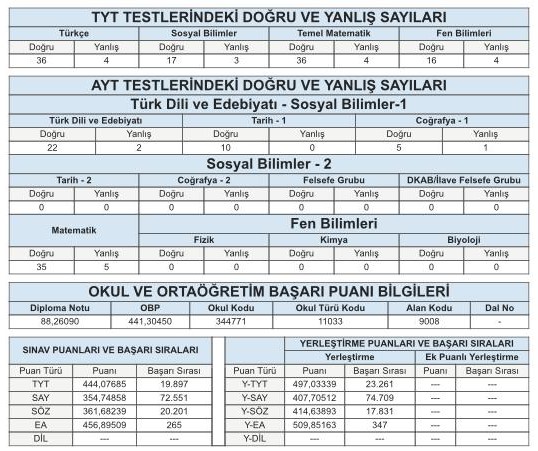 TYT TESTLERİNDEKİ DOĞRU VE YANLIŞ SAYILARI
Türkçe Sosyal Bilimler Temel Matematik Fen Bilimleri
Doğru Yanlış Doğru Yanlış Doğru Yanlış Doğru Yanlış
36 4 17 3 36 4 16 4
AYT TESTLERİNDEKİ DOĞRU VE YANLIŞ SAYILARI
Türk Dili ve Edebiyatı - Sosyal Bilimler-1
Türk Dili ve Edebiyatı Tarih - 1 Coğrafya - 1
Doğru Yanlış Doğru Yanlış Doğru Yanlış
22 2 10 0 5 1
Sosyal Bilimler - 2
Tarih - 2 Coğrafya - 2 Felsefe Grubu DKAB/İlave Felsefe Grubu
Doğru Yanlış Doğru Yanlış Doğru Yanlış Doğru Yanlış
0 0 0 0 0 0 0 0
Matematik Fen Bilimleri
Fizik Kimya Biyoloji
Doğru Yanlış Doğru Yanlış Doğru Yanlış Doğru Yanlış
35 5 0 0 0 0 0 0
OKUL VE ORTAÖĞRETİM BAŞARI PUANI BİLGİLERİ
Diploma Notu OBP Okul Kodu Okul Türü Kodu Alan Kodu Dal No
88,26090 441,30450 344771 11033 9008 -
SINAV PUANLARI VE BAŞARI SIRALARI
Puan Türü Puanı Başarı Sırası
TYT 444,07685 19.897
SAY 354,74858 72.551
SÖZ 361,68239 20.201
EA 456,89509 265
DİL --- ---
YERLEŞTİRME PUANLARI VE BAŞARI SIRALARI
Yerleştirme Ek Puanlı Yerleştirme
Puan Türü Puanı Başarı Sırası Puanı Başarı Sırası
Y-TYT 497,03339 23.261 --- ---
Y-SAY 407,70512 74.709 --- ---
Y-SÖZ 414,63893 17.831 --- ---
Y-EA 509,85163 347 --- ---
Y-DİL --- --- --- ---